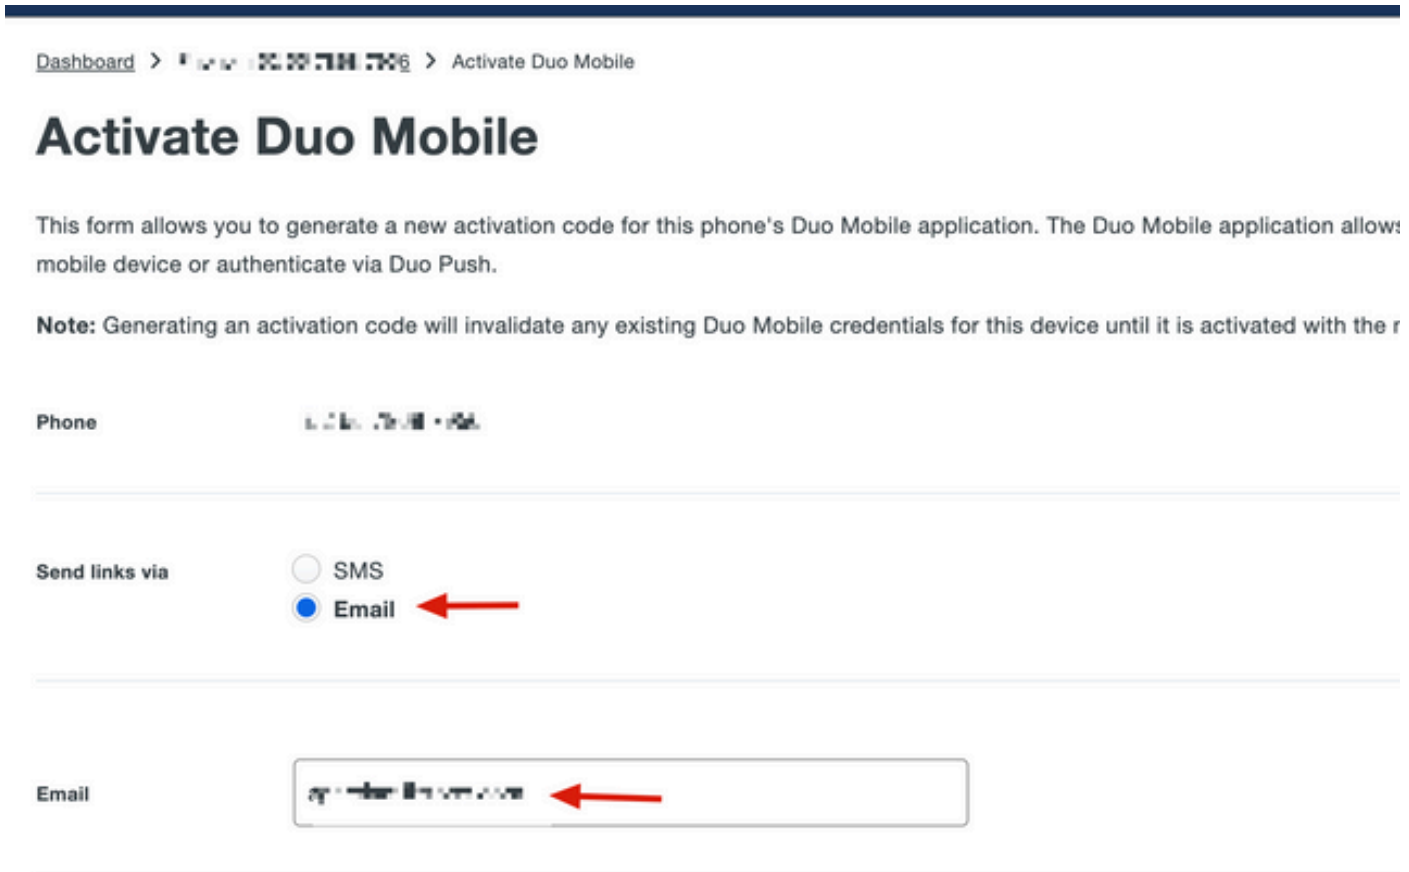 Dashboard > 6 > Activate Duo Mobile
Activate Duo Mobile
This form allows you to generate a new activation code for this phone's Duo Mobile application. The Duo Mobile application allows
mobile device or authenticate via Duo Push.
Note: Generating an activation code will invalidate any existing Duo Mobile credentials for this device until it is activated with the
Phone
Send links via
SMS
Email
Email